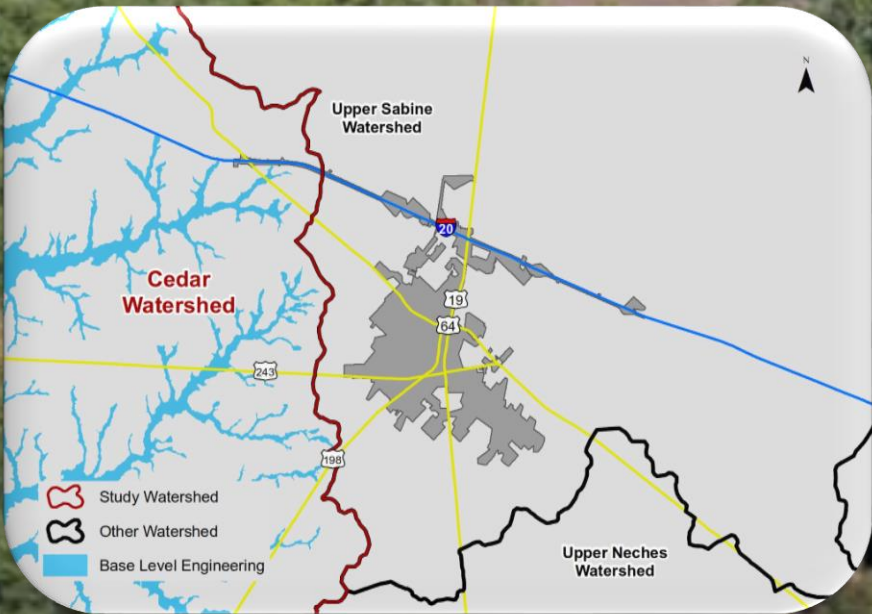 N
Upper Sabine
Watershed
20
Cedar
Watershed
19
64
243
198
Study Watershed
Other Watershed
Base Level Engineering
Upper Neches
Watershed